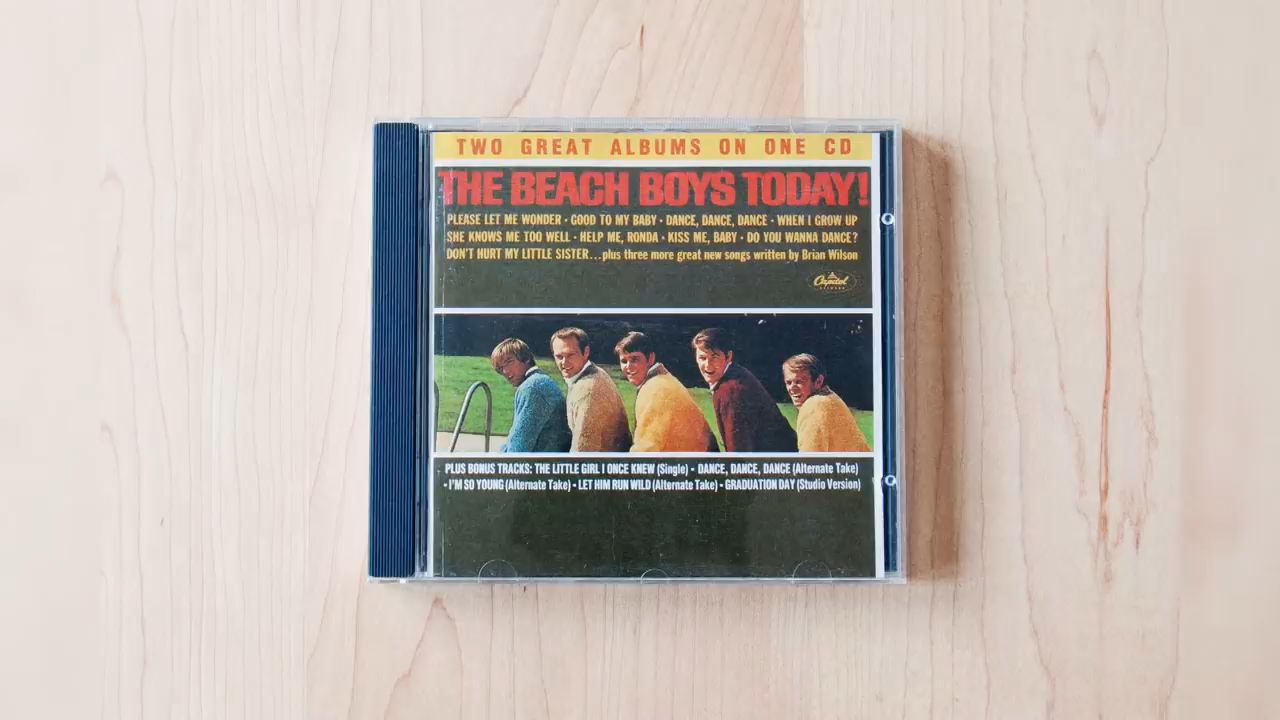 TWO GREAT ALBUMS ON ONE CD
THE BEACH BOYS TODAY!
PLEASE LET ME WONDER • GOOD TO MY BABY • DANCE, DANCE, DANCE • WHEN I GROW UP
SHE KNOWS ME TOO WELL • HELP ME, RONDA • KISS ME, BABY • DO YOU WANNA DANCE?
DON'T HURT MY LITTLE SISTER...plus three more great new songs written by Brian Wilson
Capitol
PLUS BONUS TRACKS: THE LITTLE GIRL I ONCE KNEW (Single) • DANCE, DANCE, DANCE (Alternate Take)
• I'M SO YOUNG (Alternate Take) • LET HIM RUN WILD (Alternate Take) • GRADUATION DAY (Studio Version)